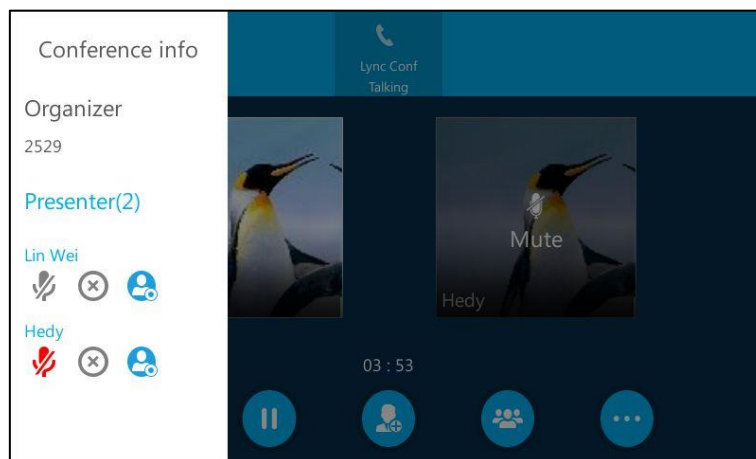 Conference info
Organizer
2529
Presenter(2)
Lin Wei
Hedy
Lync Conf
Talking
Mute
Hedy
03 : 53